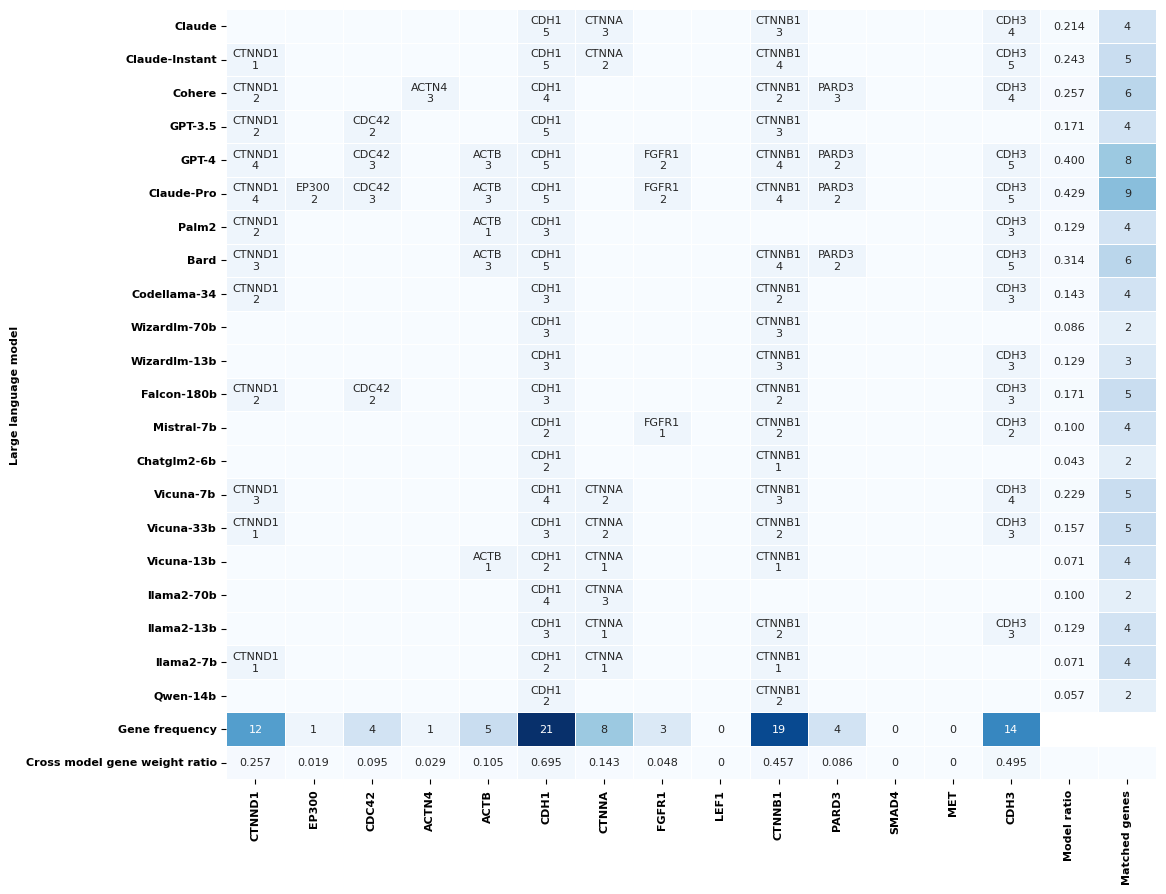 Large language model
Claude CDH1 5 CTNNA 3 CTNNB1 3 CDH3 4 0.214 4
Claude-Instant CTNND1 1 CDH1 5 CTNNA 2 CTNNB1 4 CDH3 5 0.243 5
Cohere CTNND1 2 ACTN4 3 CDH1 4 CTNNB1 2 PARD3 3 CDH3 4 0.257 6
GPT-3.5 CTNND1 2 CDC42 2 CDH1 5 CTNNB1 3 0.171 4
GPT-4 CTNND1 4 CDC42 3 ACTB 3 CDH1 5 FGFR1 2 CTNNB1 4 PARD3 2 CDH3 5 0.400 8
Claude-Pro CTNND1 4 EP300 2 CDC42 3 ACTB 3 CDH1 5 FGFR1 2 CTNNB1 4 PARD3 2 CDH3 5 0.429 9
Palm2 CTNND1 2 ACTB 1 CDH1 3 CDH3 3 0.129 4
Bard CTNND1 3 ACTB 3 CDH1 5 CTNNB1 4 PARD3 2 CDH3 5 0.314 6
Codellama-34 CTNND1 2 CDH1 3 CTNNB1 2 CDH3 3 0.143 4
Wizardlm-70b CDH1 3 CTNNB1 3 0.086 2
Wizardlm-13b CDH1 3 CTNNB1 3 CDH3 3 0.129 3
Falcon-180b CTNND1 2 CDC42 2 CDH1 3 CTNNB1 2 CDH3 3 0.171 5
Mistral-7b CDH1 2 FGFR1 1 CTNNB1 2 CDH3 2 0.100 4
Chatglm2-6b CDH1 2 CTNNB1 1 0.043 2
Vicuna-7b CTNND1 3 CDH1 4 CTNNA 2 CTNNB1 3 CDH3 4 0.229 5
Vicuna-33b CTNND1 1 CDH1 3 CTNNA 2 CTNNB1 2 CDH3 3 0.157 5
Vicuna-13b ACTB 1 CDH1 2 CTNNA 1 CTNNB1 1 0.071 4
llama2-70b CDH1 4 CTNNA 3 0.100 2
llama2-13b CDH1 3 CTNNA 1 CTNNB1 2 CDH3 3 0.129 4
llama2-7b CTNND1 1 CDH1 2 CTNNA 1 CTNNB1 1 0.071 4
Qwen-14b CDH1 2 CTNNB1 2 0.057 2
Gene frequency 12 1 4 1 5 21 8 3 0 19 4 0 0 14
Cross model gene weight ratio 0.257 0.019 0.095 0.029 0.105 0.695 0.143 0.048 0 0.457 0.086 0 0 0.495
CTNND1 EP300 CDC42 ACTN4 ACTB CDH1 CTNNA FGFR1 LEF1 CTNNB1 PARD3 SMAD4 MET CDH3 Model ratio Matched genes